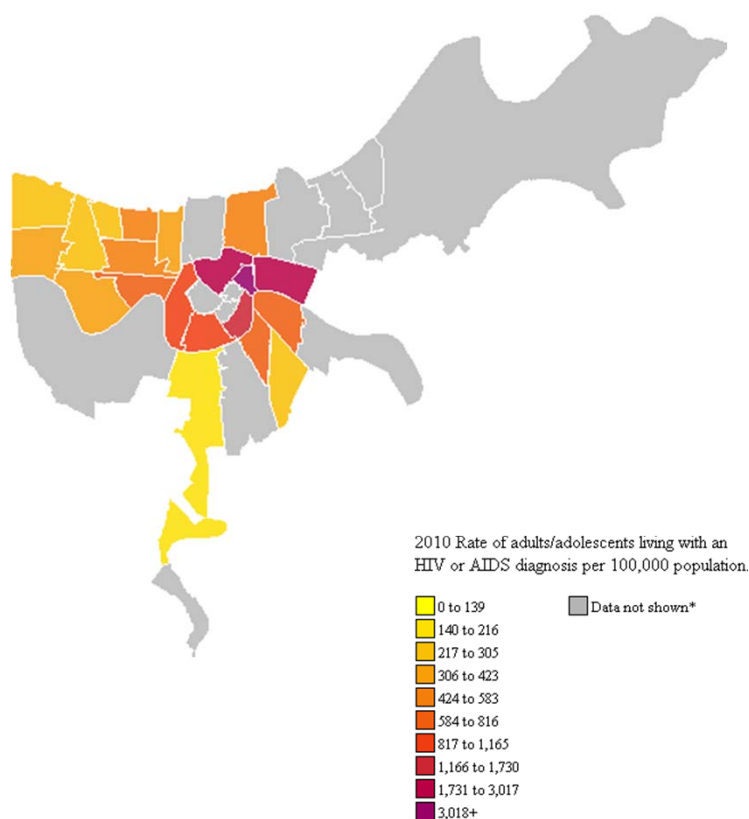 2010 Rate of adults/adolescents living with an
HIV or AIDS diagnosis per 100,000 population.
0 to 139
Data not shown*
140 to 216
217 to 305
306 to 423
424 to 583
584 to 816
817 to 1,165
1,166 to 1,730
1,731 to 3,017
3,018+